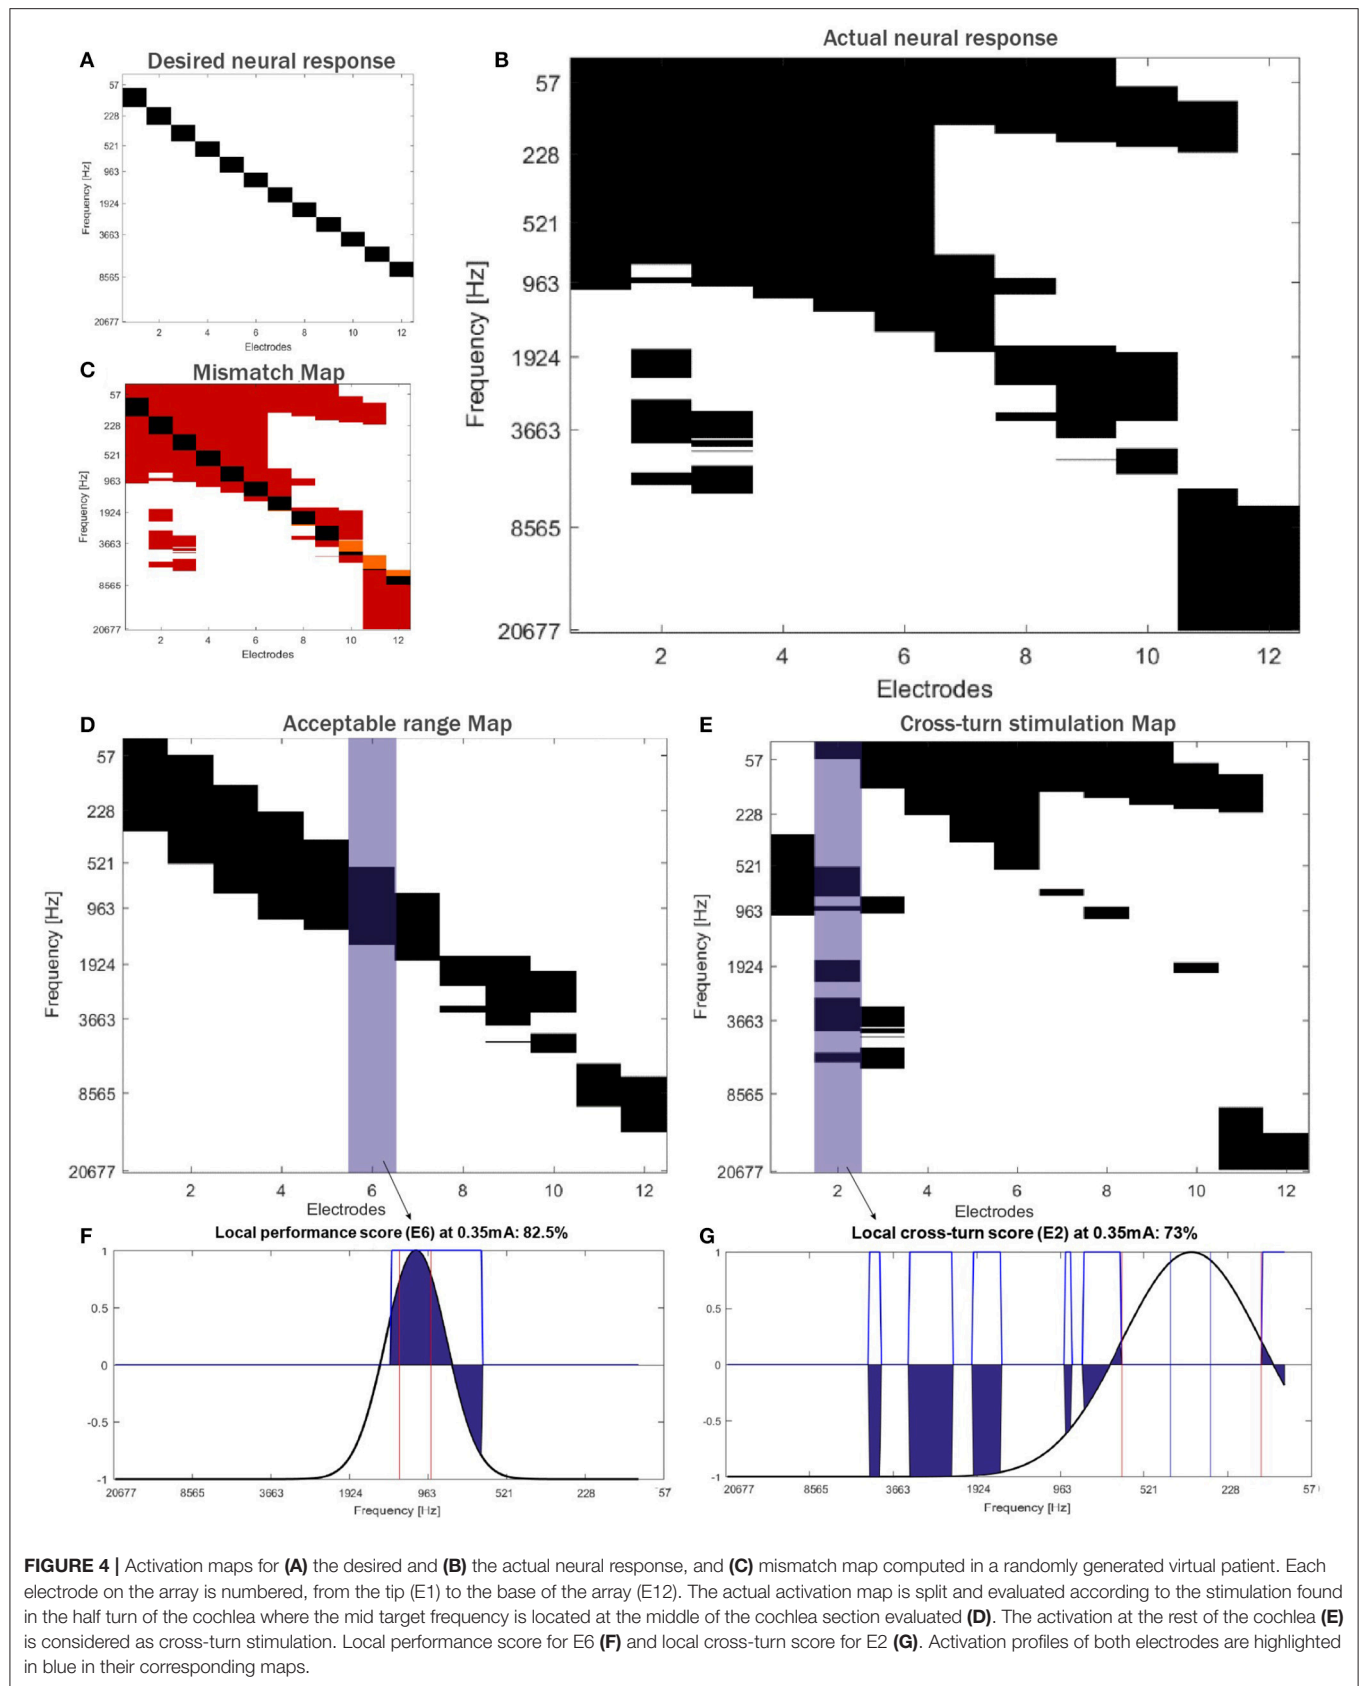 A
Desired neural response
57
228
521
963
1924
3663
8565
20677
Frequency [Hz]
2 4 6 8 10 12
Electrodes
B
Actual neural response
57
228
521
963
1924
3663
8565
20677
Frequency [Hz]
2 4 6 8 10 12
Electrodes
C
Mismatch Map
57
228
521
963
1924
3663
8565
20677
Frequency [Hz]
2 4 6 8 10 12
Electrodes
D
Acceptable range Map
57
228
521
963
1924
3663
8565
20677
Frequency [Hz]
2 4 6 8 10 12
Electrodes
E
Cross-turn stimulation Map
57
228
521
963
1924
3663
8565
20677
Frequency [Hz]
2 4 6 8 10 12
Electrodes
F
Local performance score (E6) at 0.35mA: 82.5%
1
0.5
0
-0.5
-1
20677 8565 3663 1924 963 521 228 57
Frequency [Hz]
G
Local cross-turn score (E2) at 0.35mA: 73%
1
0.5
0
-0.5
-1
20677 8565 3663 1924 963 521 228 57
Frequency [Hz]
FIGURE 4 | Activation maps for (A) the desired and (B) the actual neural response, and (C) mismatch map computed in a randomly generated virtual patient. Each
electrode on the array is numbered, from the tip (E1) to the base of the array (E12). The actual activation map is split and evaluated according to the stimulation found
in the half turn of the cochlea where the mid target frequency is located at the middle of the cochlea section evaluated (D). The activation at the rest of the cochlea (E)
is considered as cross-turn stimulation. Local performance score for E6 (F) and local cross-turn score for E2 (G). Activation profiles of both electrodes are highlighted
in blue in their corresponding maps.